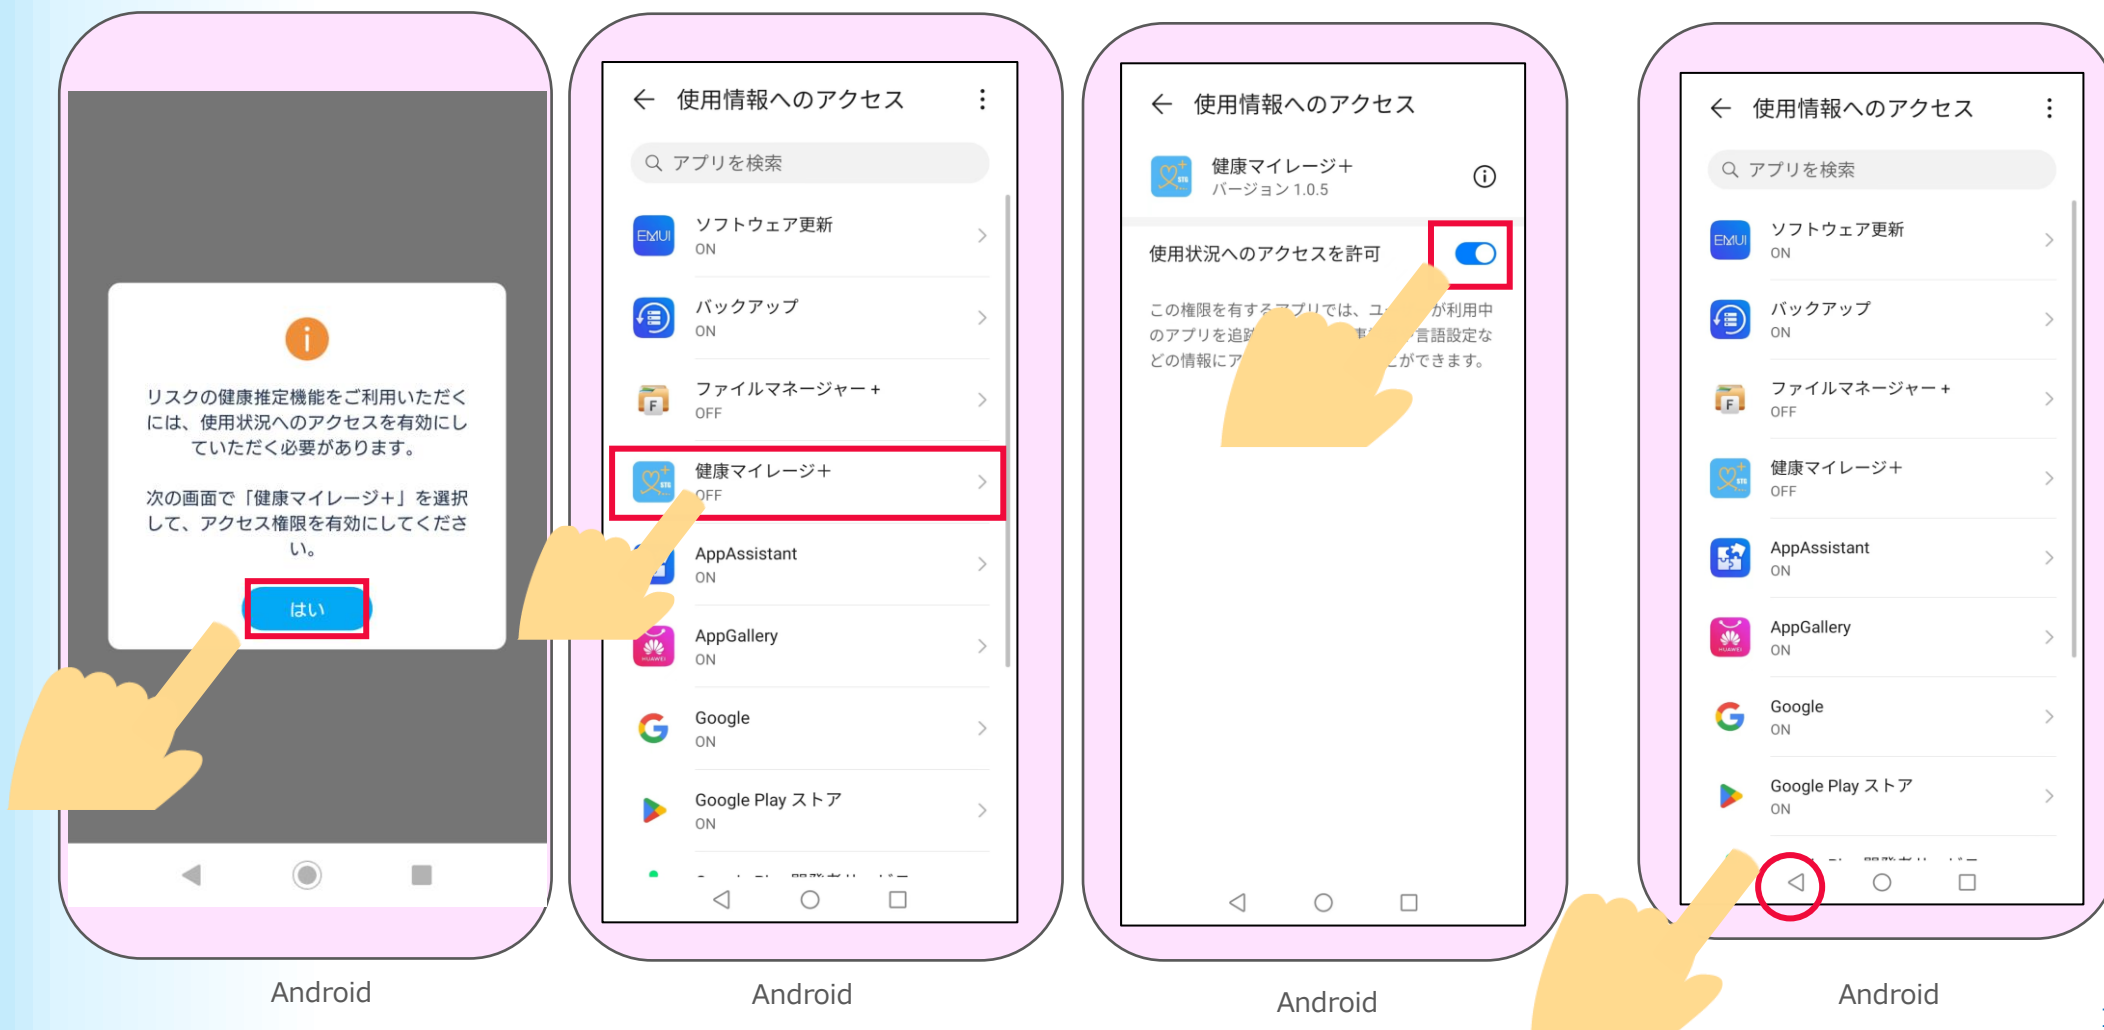 リスクの健康推定機能をご利用いただく
には、使用状況へのアクセスを有効にし
ていただく必要があります。
次の画面で「健康マイレージ＋」を選択
して、アクセス権限を有効にしてくださ
い。
はい
Android
使用情報へのアクセス
アプリを検索
EMUI
ソフトウェア更新
ON
バックアップ
ON
F
ファイルマネージャー +
OFF
STG
健康マイレージ＋
OFF
AppAssistant
ON
HUAWEI
AppGallery
ON
Google
ON
Google Play ストア
ON
Android
使用情報へのアクセス
STG
健康マイレージ＋
バージョン 1.0.5
使用状況へのアクセスを許可
この権限を有するアプリでは、ユ が利用中
のアプリを追 言語設定な
どの情報にア とができます。
Android
使用情報へのアクセス
アプリを検索
EMUI
ソフトウェア更新
ON
バックアップ
ON
F
ファイルマネージャー +
OFF
STG
健康マイレージ＋
OFF
AppAssistant
ON
HUAWEI
AppGallery
ON
Google
ON
Google Play ストア
ON
Android